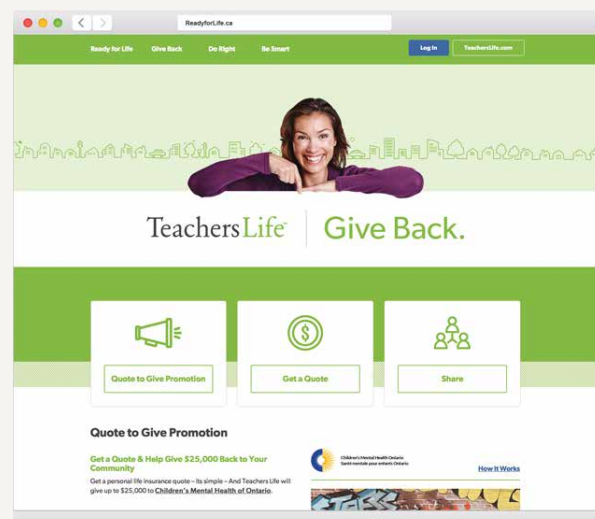 ReadyforLife.ca
Ready for Life Give Back Do Right Be Smart Log In TeachersLife.com
TeachersLife™ Give Back.
Quote to Give Promotion Get a Quote Share
Quote to Give Promotion
Get a Quote & Help Give $25,000 Back to Your
Community
Get a personal life insurance quote – its simple – And Teachers Life will
give up to $25,000 to Children's Mental Health of Ontario.
Children's Mental Health Ontario
Santé mentale pour enfants Ontario
How It Works